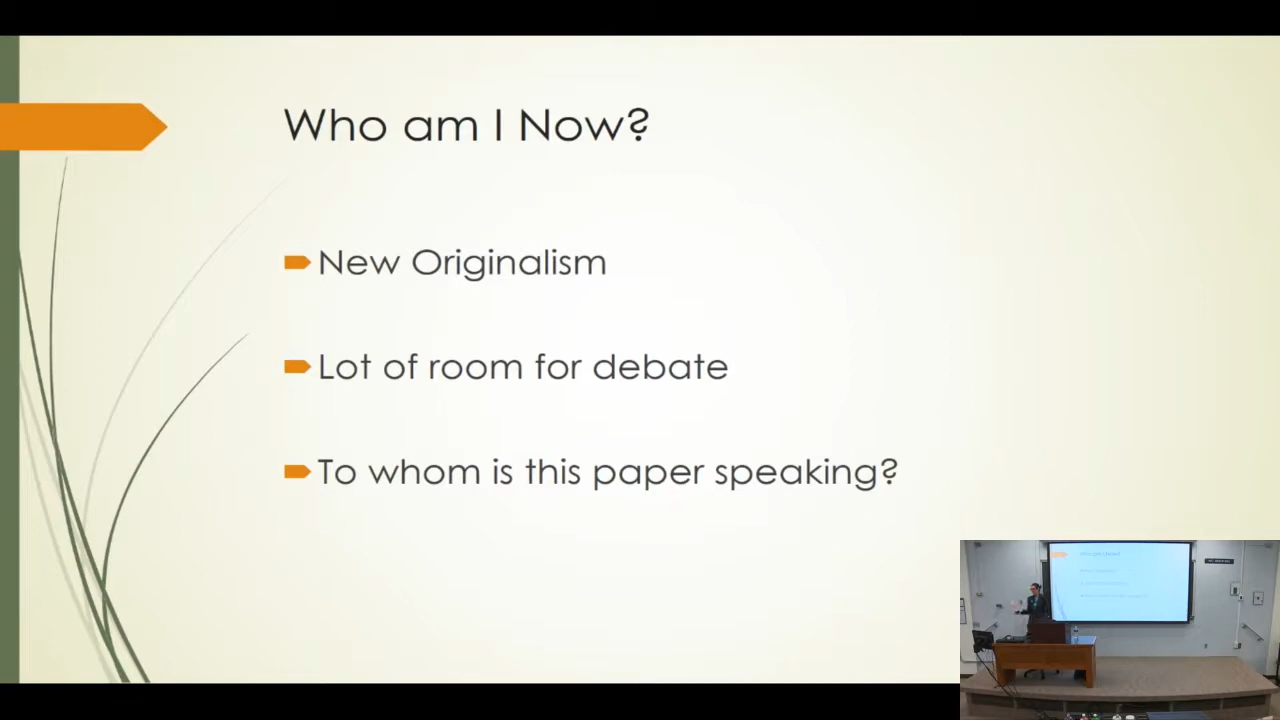 Who am I Now?
New Originalism
Lot of room for debate
To whom is this paper speaking?